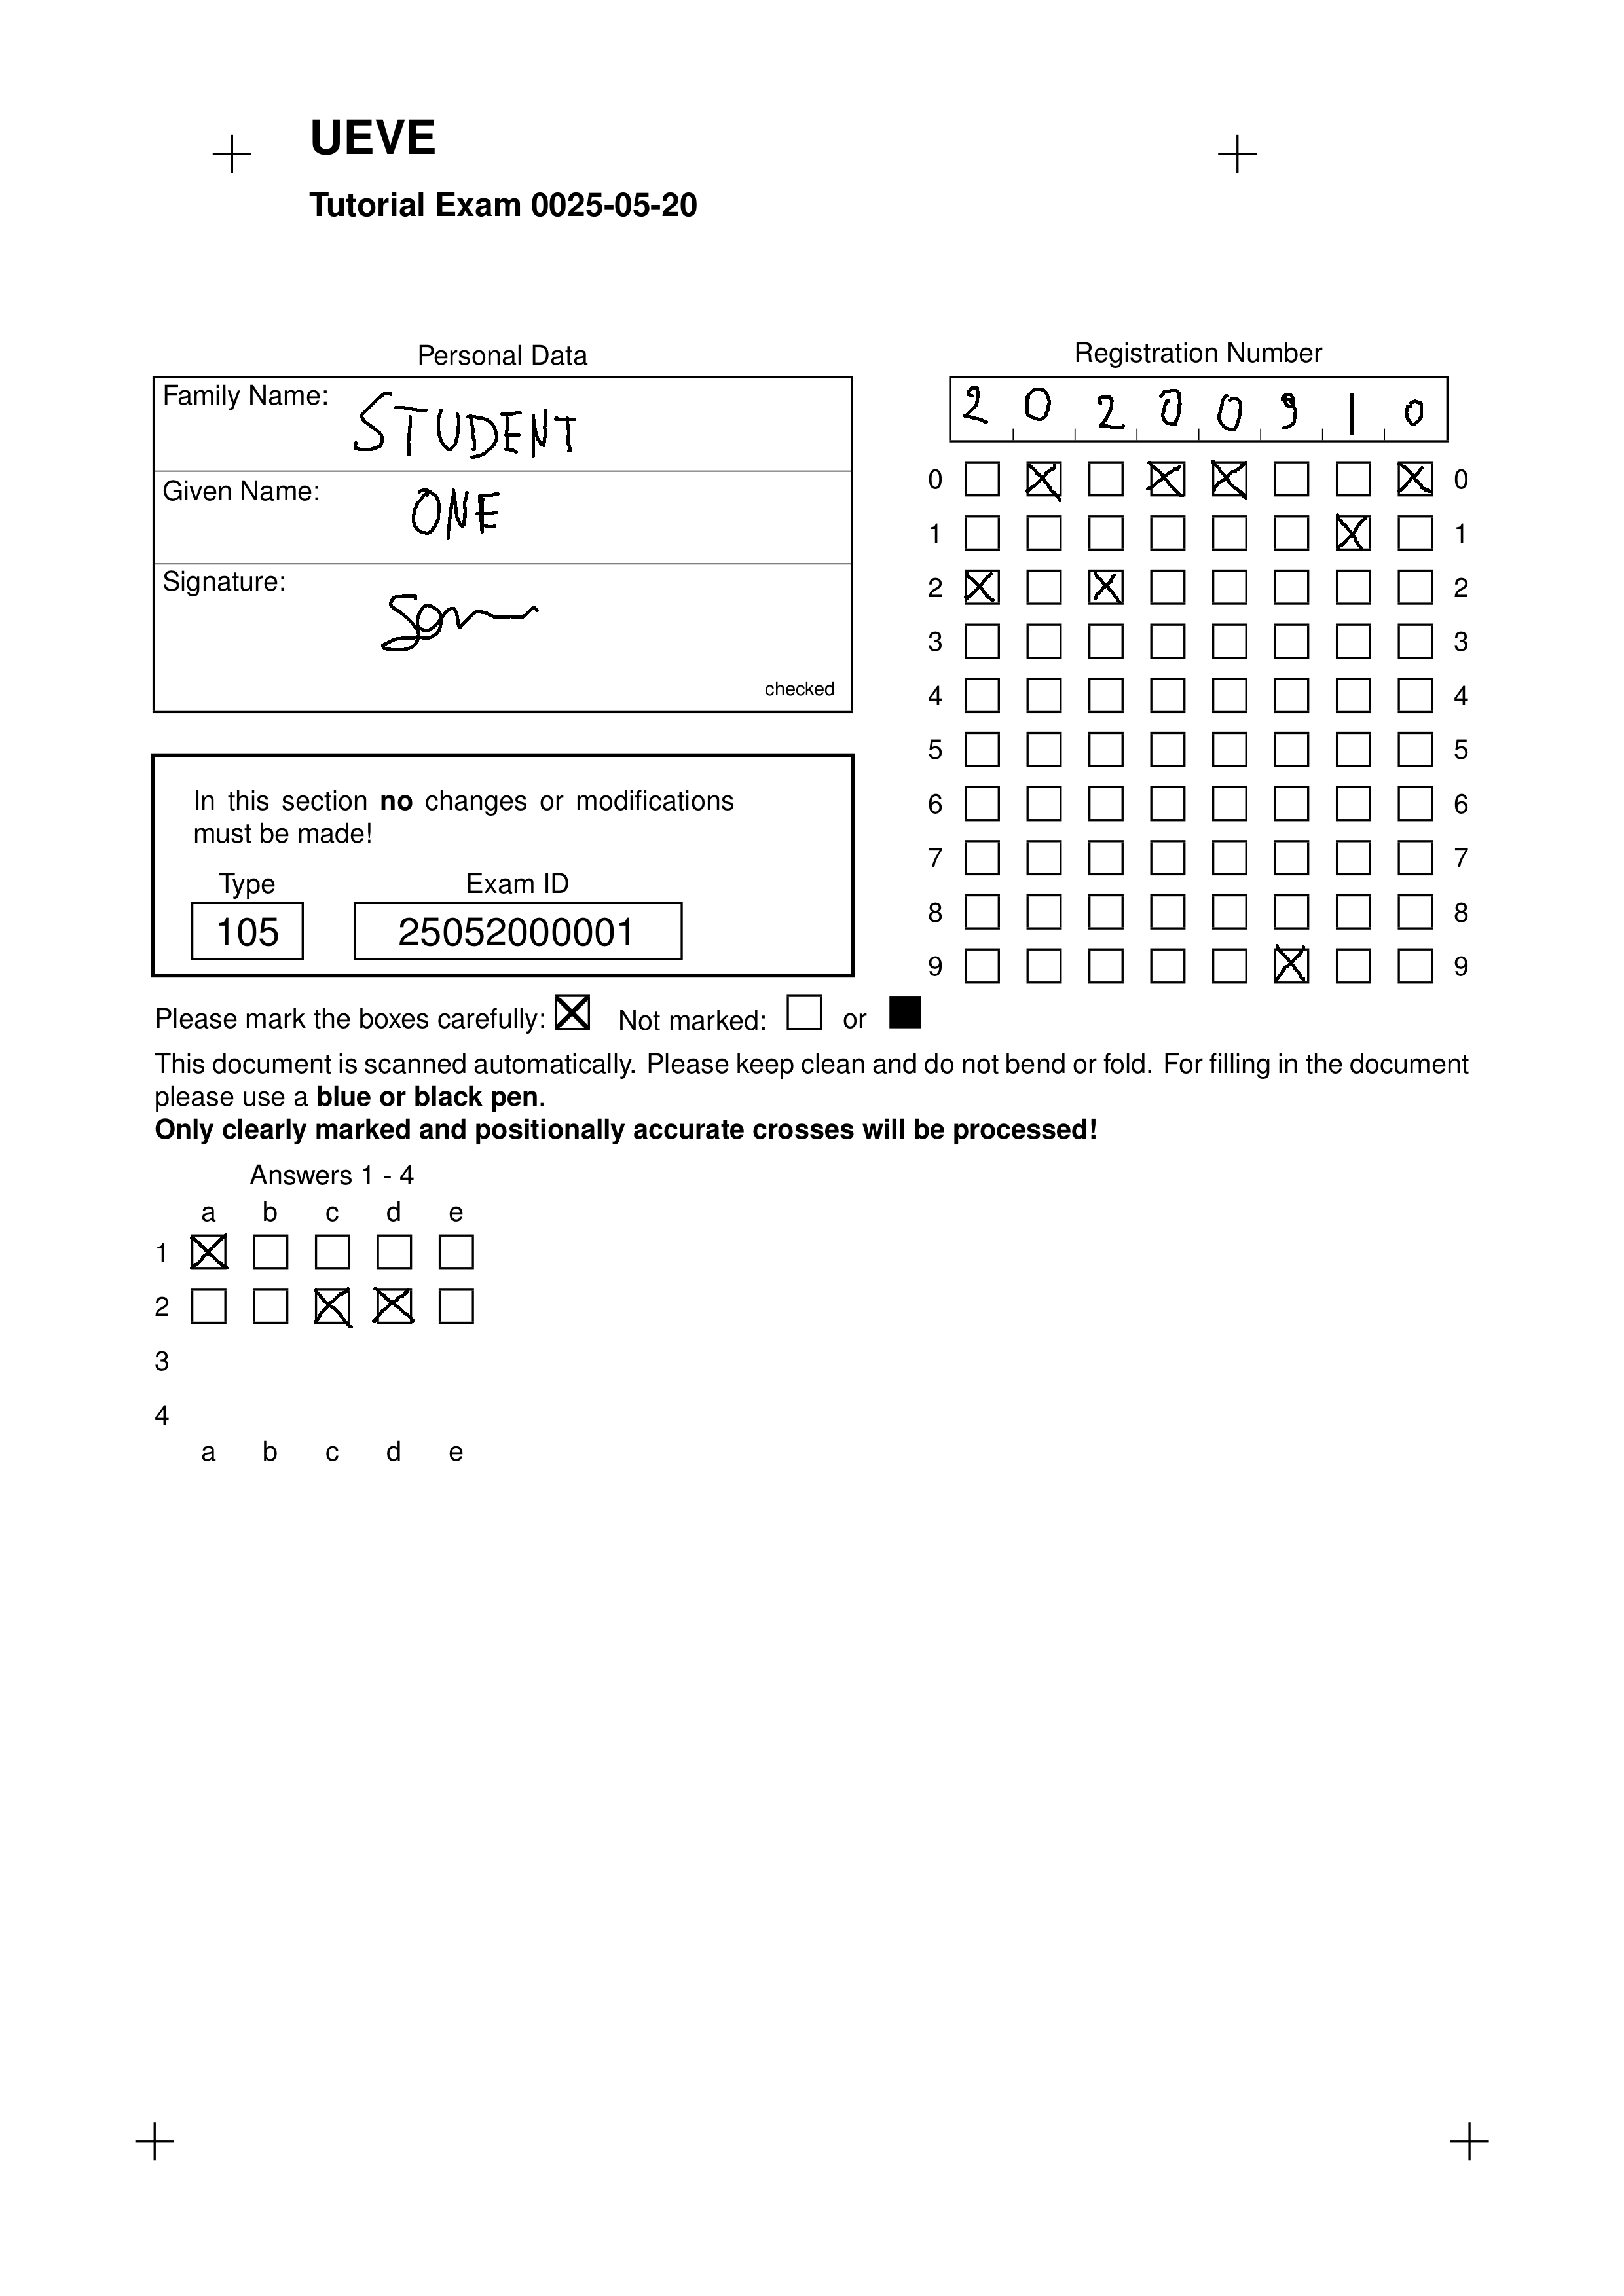 UEVE
Tutorial Exam 0025-05-20
Personal Data
Family Name: STUDENT
Given Name: ONE
Signature:
checked
In this section no changes or modifications
must be made!
Type Exam ID
105 25052000001
Registration Number
2 0 2 0 0 9 1 0
0 0
1 1
2 2
3 3
4 4
5 5
6 6
7 7
8 8
9 9
Please mark the boxes carefully: Not marked: or
This document is scanned automatically. Please keep clean and do not bend or fold. For filling in the document
please use a blue or black pen.
Only clearly marked and positionally accurate crosses will be processed!
Answers 1 - 4
a b c d e
1
2
3
4
a b c d e